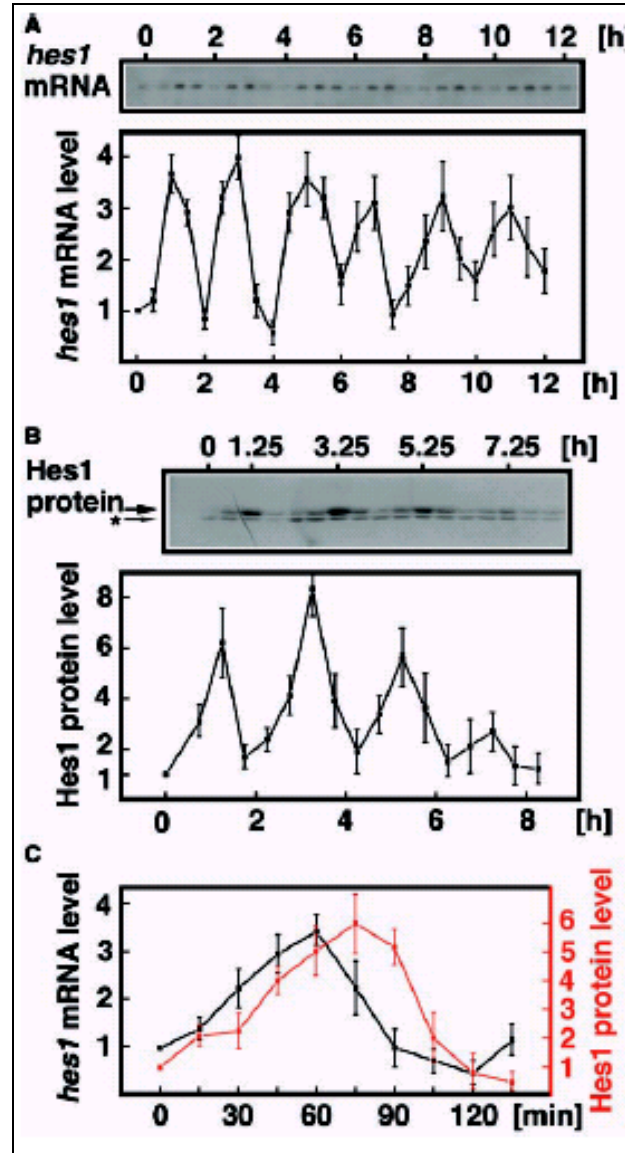 A
0 2 4 6 8 10 12 [h]
hes1
mRNA
hes1 mRNA level
4
3
2
1
0 2 4 6 8 10 12 [h]
B
0 1.25 3.25 5.25 7.25 [h]
Hes1
protein
*
Hes1 protein level
8
6
4
2
1
0 2 4 6 8 [h]
C
hes1 mRNA level
4
3
2
1
Hes1 protein level
6
5
4
3
2
1
0 30 60 90 120 [min]